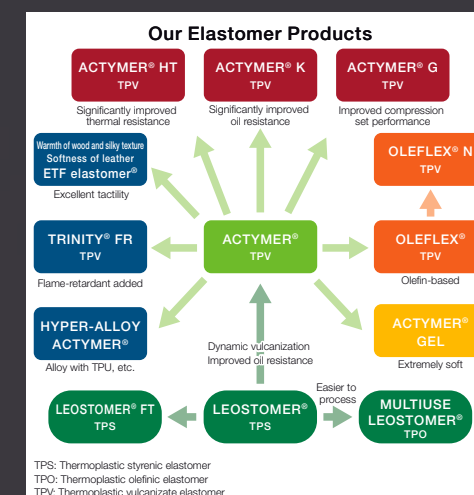 Our Elastomer Products
ACTYMER® HT
TPV
ACTYMER® K
TPV
ACTYMER® G
TPV
Significantly improved
thermal resistance
Significantly improved
oil resistance
Improved compression
set performance
Warmth of wood and silky texture
Softness of leather
ETF elastomer®
Excellent tactility
OLEFLEX® N
TPV
TRINITY® FR
TPV
Flame-retardant added
ACTYMER®
TPV
OLEFLEX®
TPV
Olefin-based
HYPER-ALLOY
ACTYMER®
Alloy with TPU, etc.
ACTYMER®
GEL
Extremely soft
Dynamic vulcanization
Improved oil resistance
LEOSTOMER® FT
TPS
LEOSTOMER®
TPS
Easier to
process
MULTIUSE
LEOSTOMER®
TPO
TPS: Thermoplastic styrenic elastomer
TPO: Thermoplastic olefinic elastomer
TPV: Thermoplastic vulcanizate elastomer